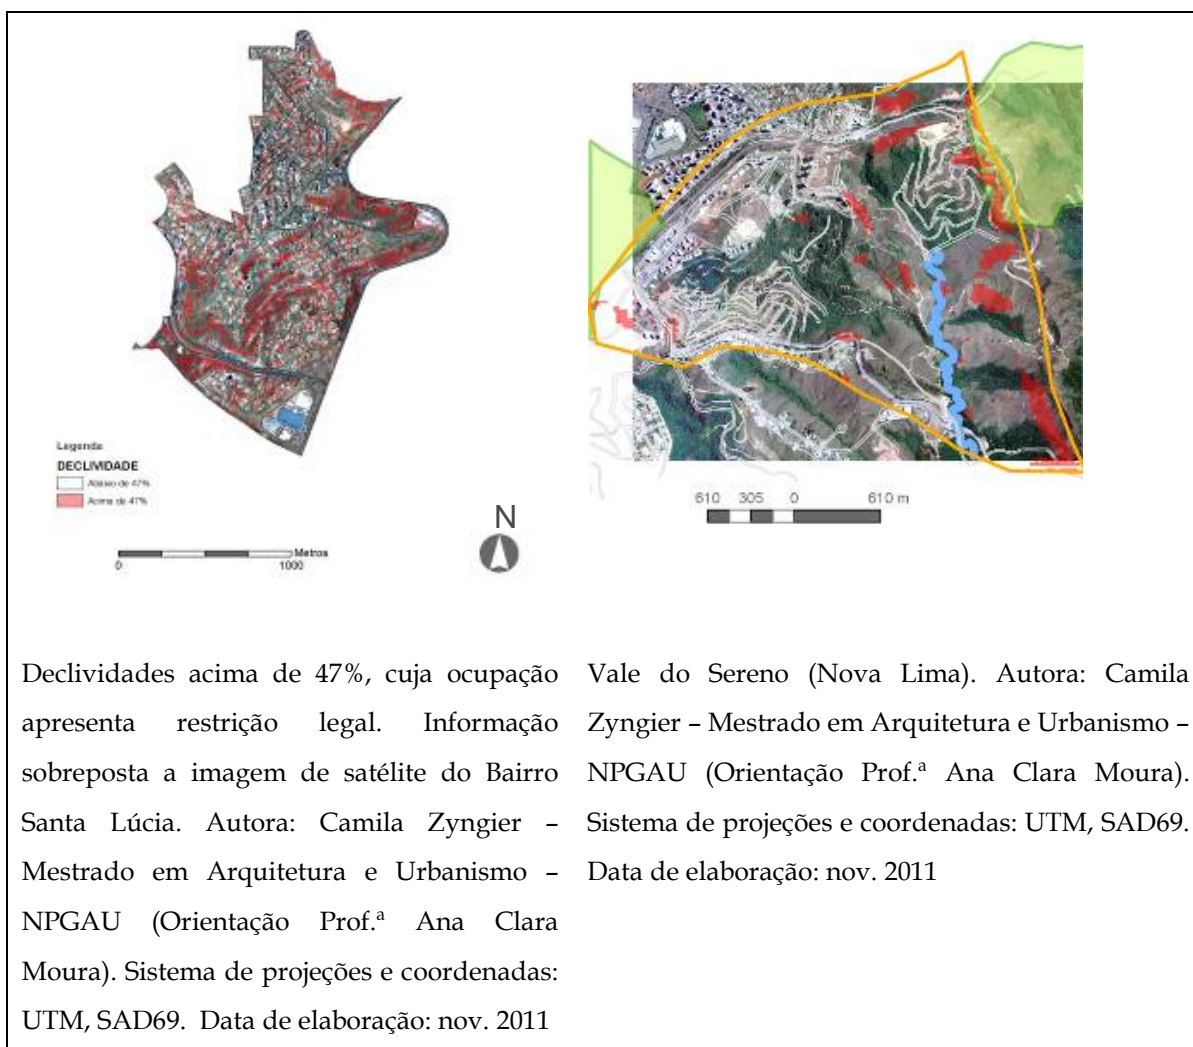 Legenda
DECLIVIDADE
Abaixo de 47%
Acima de 47%
Metros
0 1000
N
610 305 0 610 m
Declividades acima de 47%, cuja ocupação
apresenta restrição legal. Informação
sobreposta a imagem de satélite do Bairro
Santa Lúcia. Autora: Camila Zyngier –
Mestrado em Arquitetura e Urbanismo –
NPGAU (Orientação Prof.ª Ana Clara
Moura). Sistema de projeções e coordenadas:
UTM, SAD69. Data de elaboração: nov. 2011
Vale do Sereno (Nova Lima). Autora: Camila
Zyngier – Mestrado em Arquitetura e Urbanismo –
NPGAU (Orientação Prof.ª Ana Clara Moura).
Sistema de projeções e coordenadas: UTM, SAD69.
Data de elaboração: nov. 2011